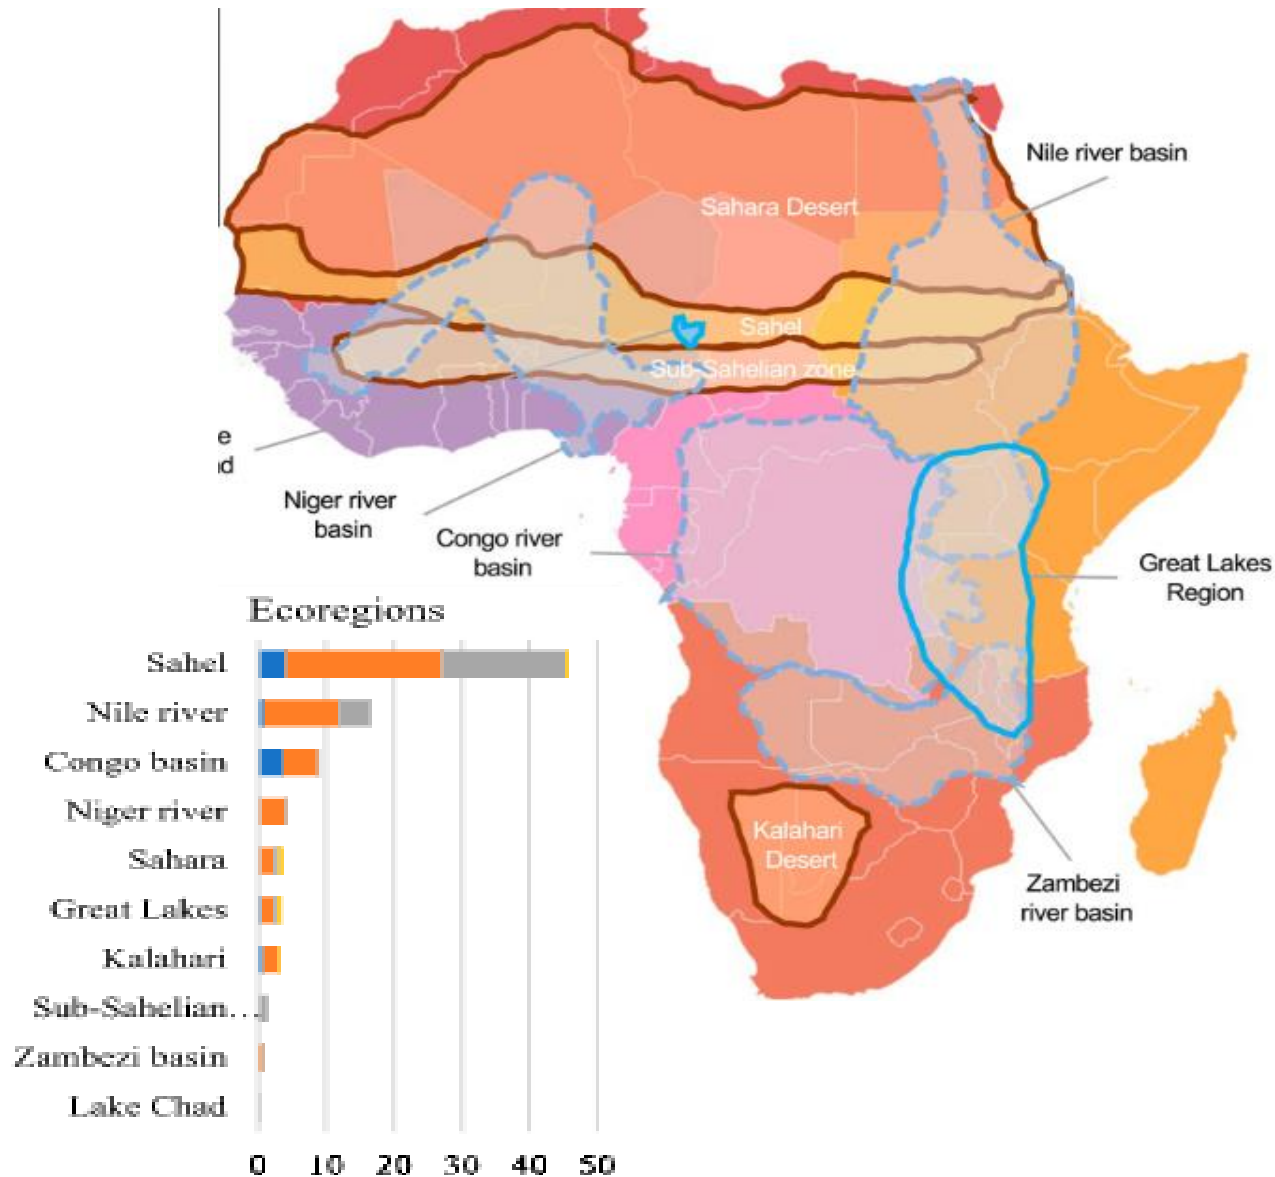 Nile river basin
Sahara Desert
Sahel
Sub-Sahelian zone
e
d
Niger river
basin
Congo river
basin
Great Lakes
Region
Kalahari
Desert
Zambezi
river basin
Ecoregions
Sahel
Nile river
Congo basin
Niger river
Sahara
Great Lakes
Kalahari
Sub-Sahelian...
Zambezi basin
Lake Chad
0 10 20 30 40 50